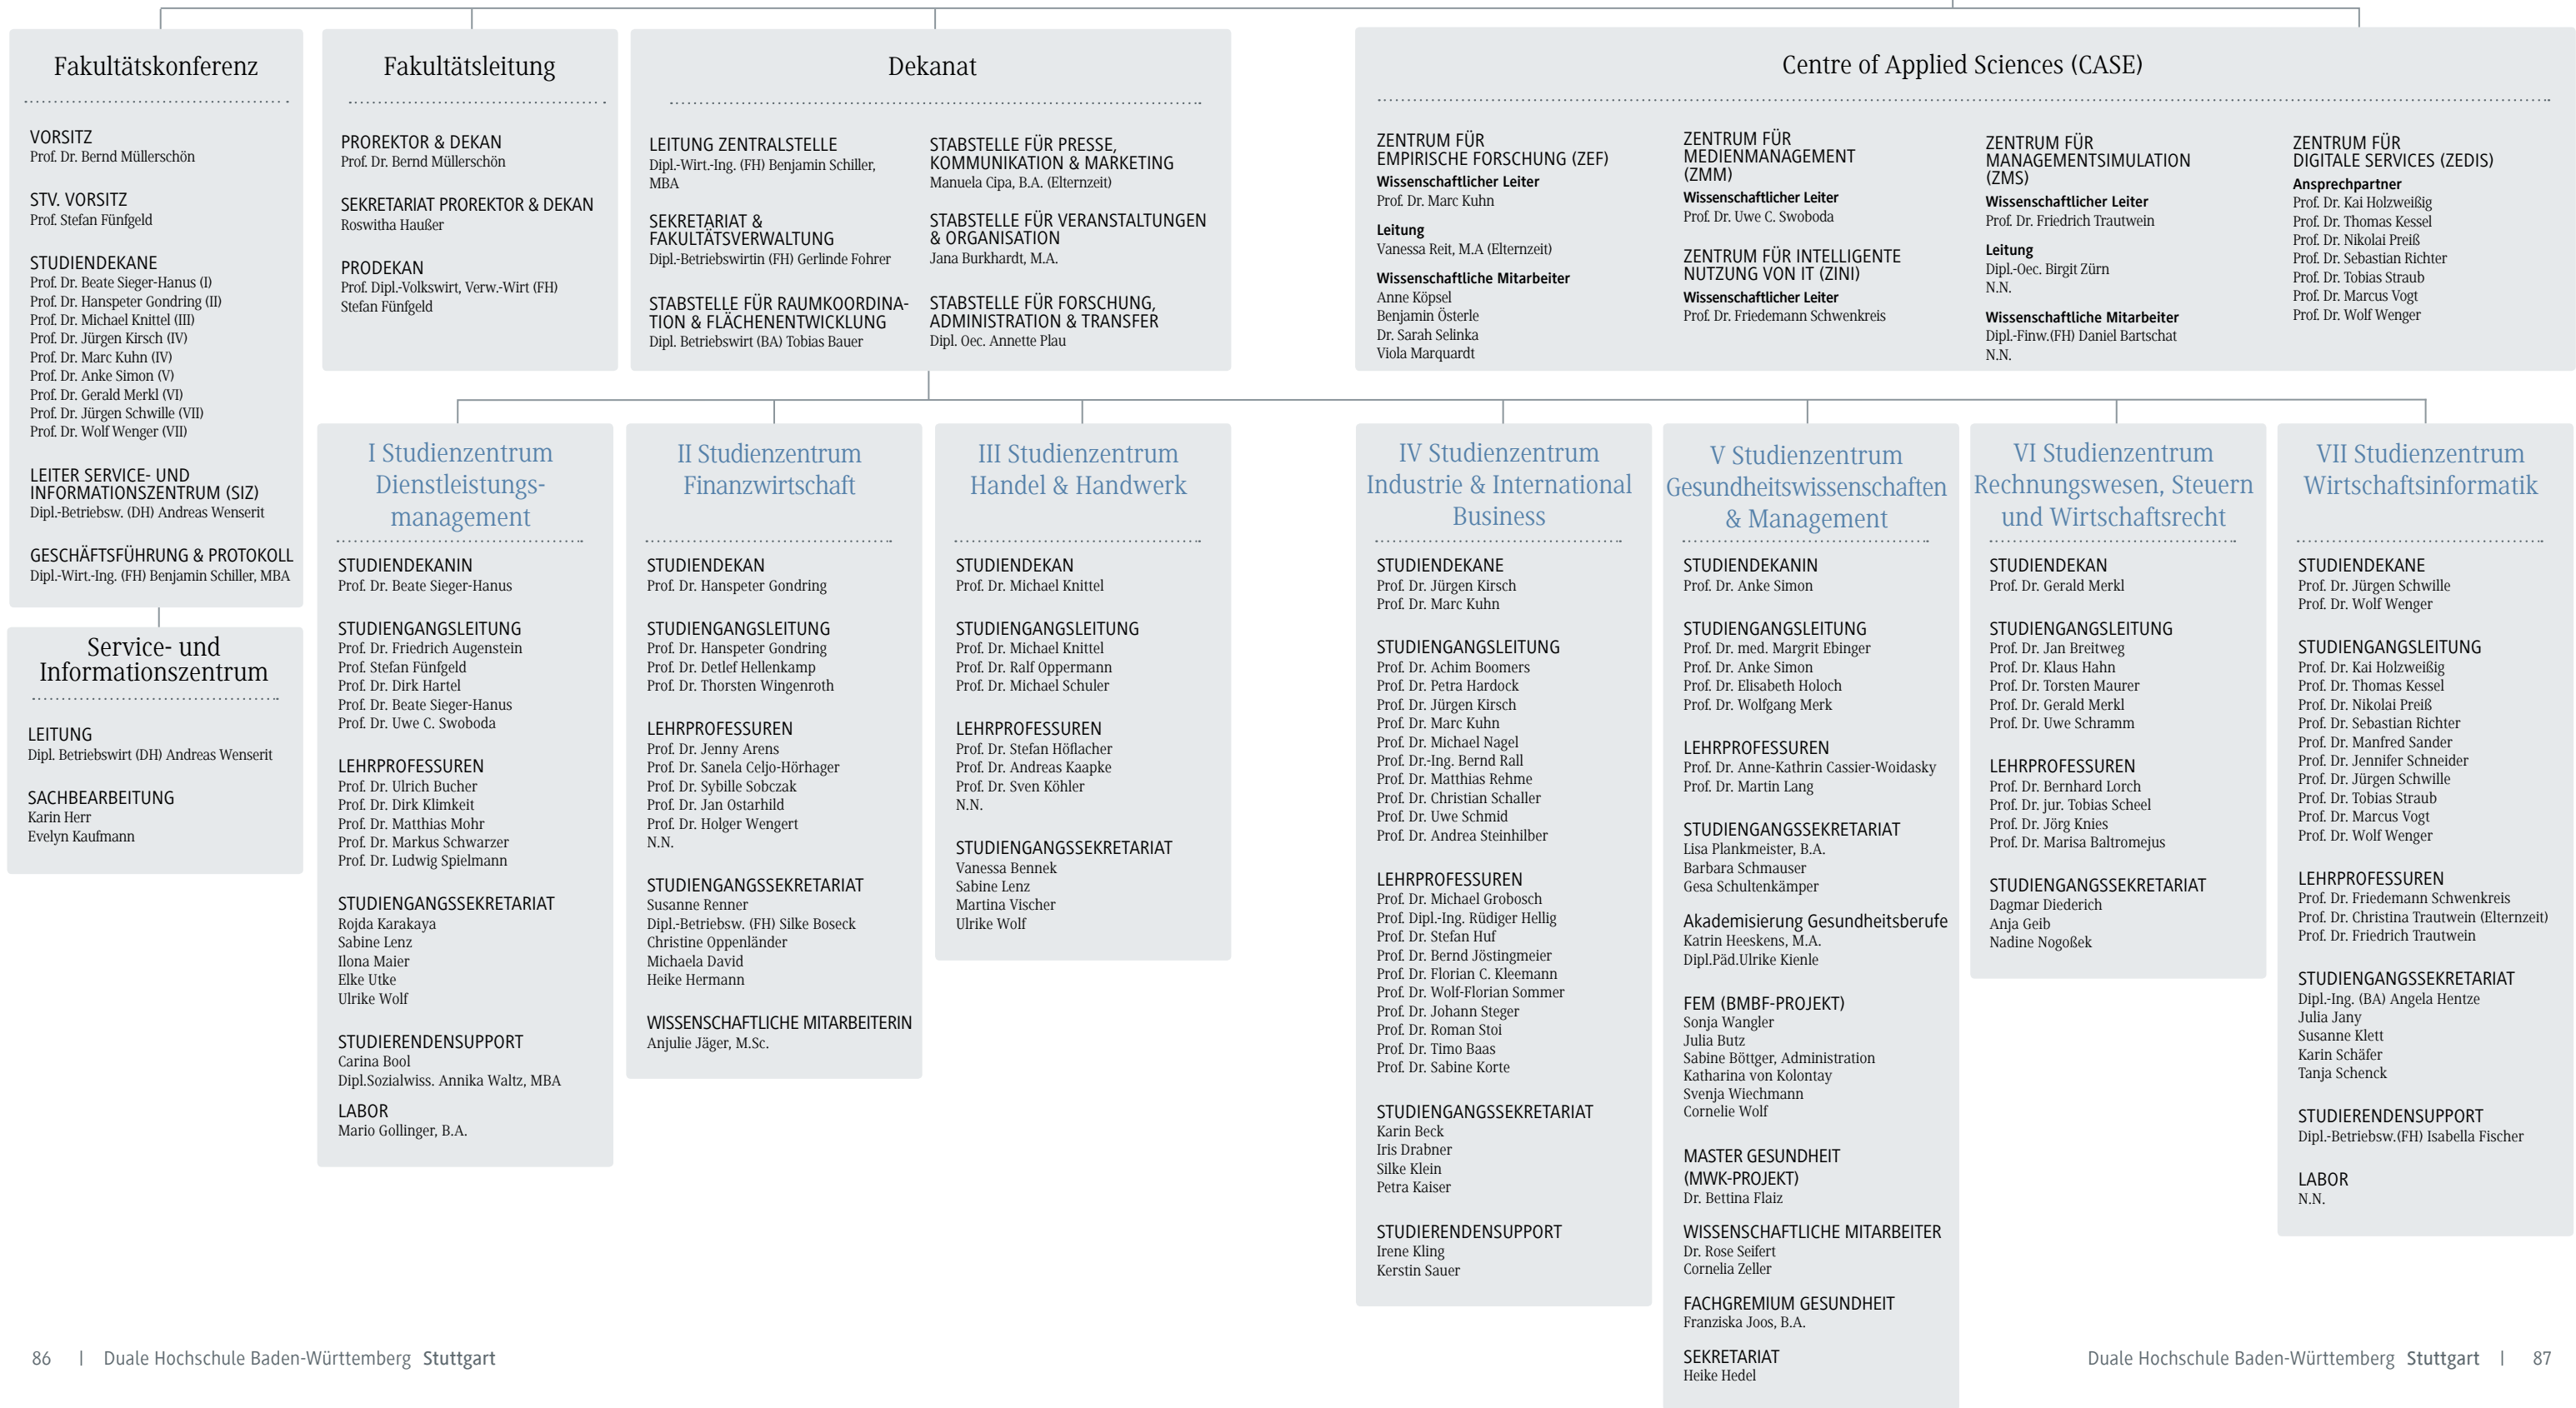 Fakultätskonferenz
VORSITZ
Prof. Dr. Bernd Müllerschön
STV. VORSITZ
Prof. Stefan Fünfgeld
STUDIENDEKANE
Prof. Dr. Beate Sieger-Hanus (I)
Prof. Dr. Hanspeter Gondring (II)
Prof. Dr. Michael Knittel (III)
Prof. Dr. Jürgen Kirsch (IV)
Prof. Dr. Marc Kuhn (IV)
Prof. Dr. Anke Simon (V)
Prof. Dr. Gerald Merkl (VI)
Prof. Dr. Jürgen Schwille (VII)
Prof. Dr. Wolf Wenger (VII)
LEITER SERVICE- UND
INFORMATIONSZENTRUM (SIZ)
Dipl.-Betriebsw. (DH) Andreas Wenserit
GESCHÄFTSFÜHRUNG & PROTOKOLL
Dipl.-Wirt.-Ing. (FH) Benjamin Schiller, MBA
Service- und
Informationszentrum
LEITUNG
Dipl. Betriebswirt (DH) Andreas Wenserit
SACHBEARBEITUNG
Karin Herr
Evelyn Kaufmann
Fakultätsleitung
PROREKTOR & DEKAN
Prof. Dr. Bernd Müllerschön
SEKRETARIAT PROREKTOR & DEKAN
Roswitha Haußer
PRODEKAN
Prof. Dipl.-Volkswirt, Verw.-Wirt (FH)
Stefan Fünfgeld
Dekanat
LEITUNG ZENTRALSTELLE
Dipl.-Wirt.-Ing. (FH) Benjamin Schiller,
MBA
SEKRETARIAT &
FAKULTÄTSVERWALTUNG
Dipl.-Betriebswirtin (FH) Gerlinde Fohrer
STABSTELLE FÜR RAUMKOORDINA-
TION & FLÄCHENENTWICKLUNG
Dipl. Betriebswirt (BA) Tobias Bauer
STABSTELLE FÜR PRESSE,
KOMMUNIKATION & MARKETING
Manuela Cipa, B.A. (Elternzeit)
STABSTELLE FÜR VERANSTALTUNGEN
& ORGANISATION
Jana Burkhardt, M.A.
STABSTELLE FÜR FORSCHUNG,
ADMINISTRATION & TRANSFER
Dipl. Oec. Annette Plau
Centre of Applied Sciences (CASE)
ZENTRUM FÜR
EMPIRISCHE FORSCHUNG (ZEF)
Wissenschaftlicher Leiter
Prof. Dr. Marc Kuhn
Leitung
Vanessa Reit, M.A (Elternzeit)
Wissenschaftliche Mitarbeiter
Anne Köpsel
Benjamin Österle
Dr. Sarah Selinka
Viola Marquardt
ZENTRUM FÜR
MEDIENMANAGEMENT
(ZMM)
Wissenschaftlicher Leiter
Prof. Dr. Uwe C. Swoboda
ZENTRUM FÜR INTELLIGENTE
NUTZUNG VON IT (ZINI)
Wissenschaftlicher Leiter
Prof. Dr. Friedemann Schwenkreis
ZENTRUM FÜR
MANAGEMENTSIMULATION
(ZMS)
Wissenschaftlicher Leiter
Prof. Dr. Friedrich Trautwein
Leitung
Dipl.-Oec. Birgit Zürn
N.N.
Wissenschaftliche Mitarbeiter
Dipl.-Finw.(FH) Daniel Bartschat
N.N.
ZENTRUM FÜR
DIGITALE SERVICES (ZEDIS)
Ansprechpartner
Prof. Dr. Kai Holzweißig
Prof. Dr. Thomas Kessel
Prof. Dr. Nikolai Preiß
Prof. Dr. Sebastian Richter
Prof. Dr. Tobias Straub
Prof. Dr. Marcus Vogt
Prof. Dr. Wolf Wenger
I Studienzentrum
Dienstleistungs-
management
STUDIENDEKANIN
Prof. Dr. Beate Sieger-Hanus
STUDIENGANGSLEITUNG
Prof. Dr. Friedrich Augenstein
Prof. Stefan Fünfgeld
Prof. Dr. Dirk Hartel
Prof. Dr. Beate Sieger-Hanus
Prof. Dr. Uwe C. Swoboda
LEHRPROFESSUREN
Prof. Dr. Ulrich Bucher
Prof. Dr. Dirk Klimkeit
Prof. Dr. Matthias Mohr
Prof. Dr. Markus Schwarzer
Prof. Dr. Ludwig Spielmann
STUDIENGANGSSEKRETARIAT
Rojda Karakaya
Sabine Lenz
Ilona Maier
Elke Utke
Ulrike Wolf
STUDIERENDENSUPPORT
Carina Bool
Dipl.Sozialwiss. Annika Waltz, MBA
LABOR
Mario Gollinger, B.A.
II Studienzentrum
Finanzwirtschaft
STUDIENDEKAN
Prof. Dr. Hanspeter Gondring
STUDIENGANGSLEITUNG
Prof. Dr. Hanspeter Gondring
Prof. Dr. Detlef Hellenkamp
Prof. Dr. Thorsten Wingenroth
LEHRPROFESSUREN
Prof. Dr. Jenny Arens
Prof. Dr. Sanela Celjo-Hörhager
Prof. Dr. Sybille Sobczak
Prof. Dr. Jan Ostarhild
Prof. Dr. Holger Wengert
N.N.
STUDIENGANGSSEKRETARIAT
Susanne Renner
Dipl.-Betriebsw. (FH) Silke Boseck
Christine Oppenländer
Michaela David
Heike Hermann
WISSENSCHAFTLICHE MITARBEITERIN
Anjulie Jäger, M.Sc.
III Studienzentrum
Handel & Handwerk
STUDIENDEKAN
Prof. Dr. Michael Knittel
STUDIENGANGSLEITUNG
Prof. Dr. Michael Knittel
Prof. Dr. Ralf Oppermann
Prof. Dr. Michael Schuler
LEHRPROFESSUREN
Prof. Dr. Stefan Höflacher
Prof. Dr. Andreas Kaapke
Prof. Dr. Sven Köhler
N.N.
STUDIENGANGSSEKRETARIAT
Vanessa Bennek
Sabine Lenz
Martina Vischer
Ulrike Wolf
IV Studienzentrum
Industrie & International
Business
STUDIENDEKANE
Prof. Dr. Jürgen Kirsch
Prof. Dr. Marc Kuhn
STUDIENGANGSLEITUNG
Prof. Dr. Achim Boomers
Prof. Dr. Petra Hardock
Prof. Dr. Jürgen Kirsch
Prof. Dr. Marc Kuhn
Prof. Dr. Michael Nagel
Prof. Dr.-Ing. Bernd Rall
Prof. Dr. Matthias Rehme
Prof. Dr. Christian Schaller
Prof. Dr. Uwe Schmid
Prof. Dr. Andrea Steinhilber
LEHRPROFESSUREN
Prof. Dr. Michael Grobosch
Prof. Dipl.-Ing. Rüdiger Hellig
Prof. Dr. Stefan Huf
Prof. Dr. Bernd Jöstingmeier
Prof. Dr. Florian C. Kleemann
Prof. Dr. Wolf-Florian Sommer
Prof. Dr. Johann Steger
Prof. Dr. Roman Stoi
Prof. Dr. Timo Baas
Prof. Dr. Sabine Korte
STUDIENGANGSSEKRETARIAT
Karin Beck
Iris Drabner
Silke Klein
Petra Kaiser
STUDIERENDENSUPPORT
Irene Kling
Kerstin Sauer
V Studienzentrum
Gesundheitswissenschaften
& Management
STUDIENDEKANIN
Prof. Dr. Anke Simon
STUDIENGANGSLEITUNG
Prof. Dr. med. Margrit Ebinger
Prof. Dr. Anke Simon
Prof. Dr. Elisabeth Holoch
Prof. Dr. Wolfgang Merk
LEHRPROFESSUREN
Prof. Dr. Anne-Kathrin Cassier-Woidasky
Prof. Dr. Martin Lang
STUDIENGANGSSEKRETARIAT
Lisa Plankmeister, B.A.
Barbara Schmauser
Gesa Schultenkämper
Akademisierung Gesundheitsberufe
Katrin Heeskens, M.A.
Dipl.Päd.Ulrike Kienle
FEM (BMBF-PROJEKT)
Sonja Wangler
Julia Butz
Sabine Böttger, Administration
Katharina von Kolontay
Svenja Wiechmann
Cornelie Wolf
MASTER GESUNDHEIT
(MWK-PROJEKT)
Dr. Bettina Flaiz
WISSENSCHAFTLICHE MITARBEITER
Dr. Rose Seifert
Cornelia Zeller
FACHGREMIUM GESUNDHEIT
Franziska Joos, B.A.
SEKRETARIAT
Heike Hedel
VI Studienzentrum
Rechnungswesen, Steuern
und Wirtschaftsrecht
STUDIENDEKAN
Prof. Dr. Gerald Merkl
STUDIENGANGSLEITUNG
Prof. Dr. Jan Breitweg
Prof. Dr. Klaus Hahn
Prof. Dr. Torsten Maurer
Prof. Dr. Gerald Merkl
Prof. Dr. Uwe Schramm
LEHRPROFESSUREN
Prof. Dr. Bernhard Lorch
Prof. Dr. jur. Tobias Scheel
Prof. Dr. Jörg Knies
Prof. Dr. Marisa Baltromejus
STUDIENGANGSSEKRETARIAT
Dagmar Diederich
Anja Geib
Nadine Nogoßek
VII Studienzentrum
Wirtschaftsinformatik
STUDIENDEKANE
Prof. Dr. Jürgen Schwille
Prof. Dr. Wolf Wenger
STUDIENGANGSLEITUNG
Prof. Dr. Kai Holzweißig
Prof. Dr. Thomas Kessel
Prof. Dr. Nikolai Preiß
Prof. Dr. Sebastian Richter
Prof. Dr. Manfred Sander
Prof. Dr. Jennifer Schneider
Prof. Dr. Jürgen Schwille
Prof. Dr. Tobias Straub
Prof. Dr. Marcus Vogt
Prof. Dr. Wolf Wenger
LEHRPROFESSUREN
Prof. Dr. Friedemann Schwenkreis
Prof. Dr. Christina Trautwein (Elternzeit)
Prof. Dr. Friedrich Trautwein
STUDIENGANGSSEKRETARIAT
Dipl.-Ing. (BA) Angela Hentze
Julia Jany
Susanne Klett
Karin Schäfer
Tanja Schenck
STUDIERENDENSUPPORT
Dipl.-Betriebsw.(FH) Isabella Fischer
LABOR
N.N.
86 | Duale Hochschule Baden-Württemberg Stuttgart
Duale Hochschule Baden-Württemberg Stuttgart | 87